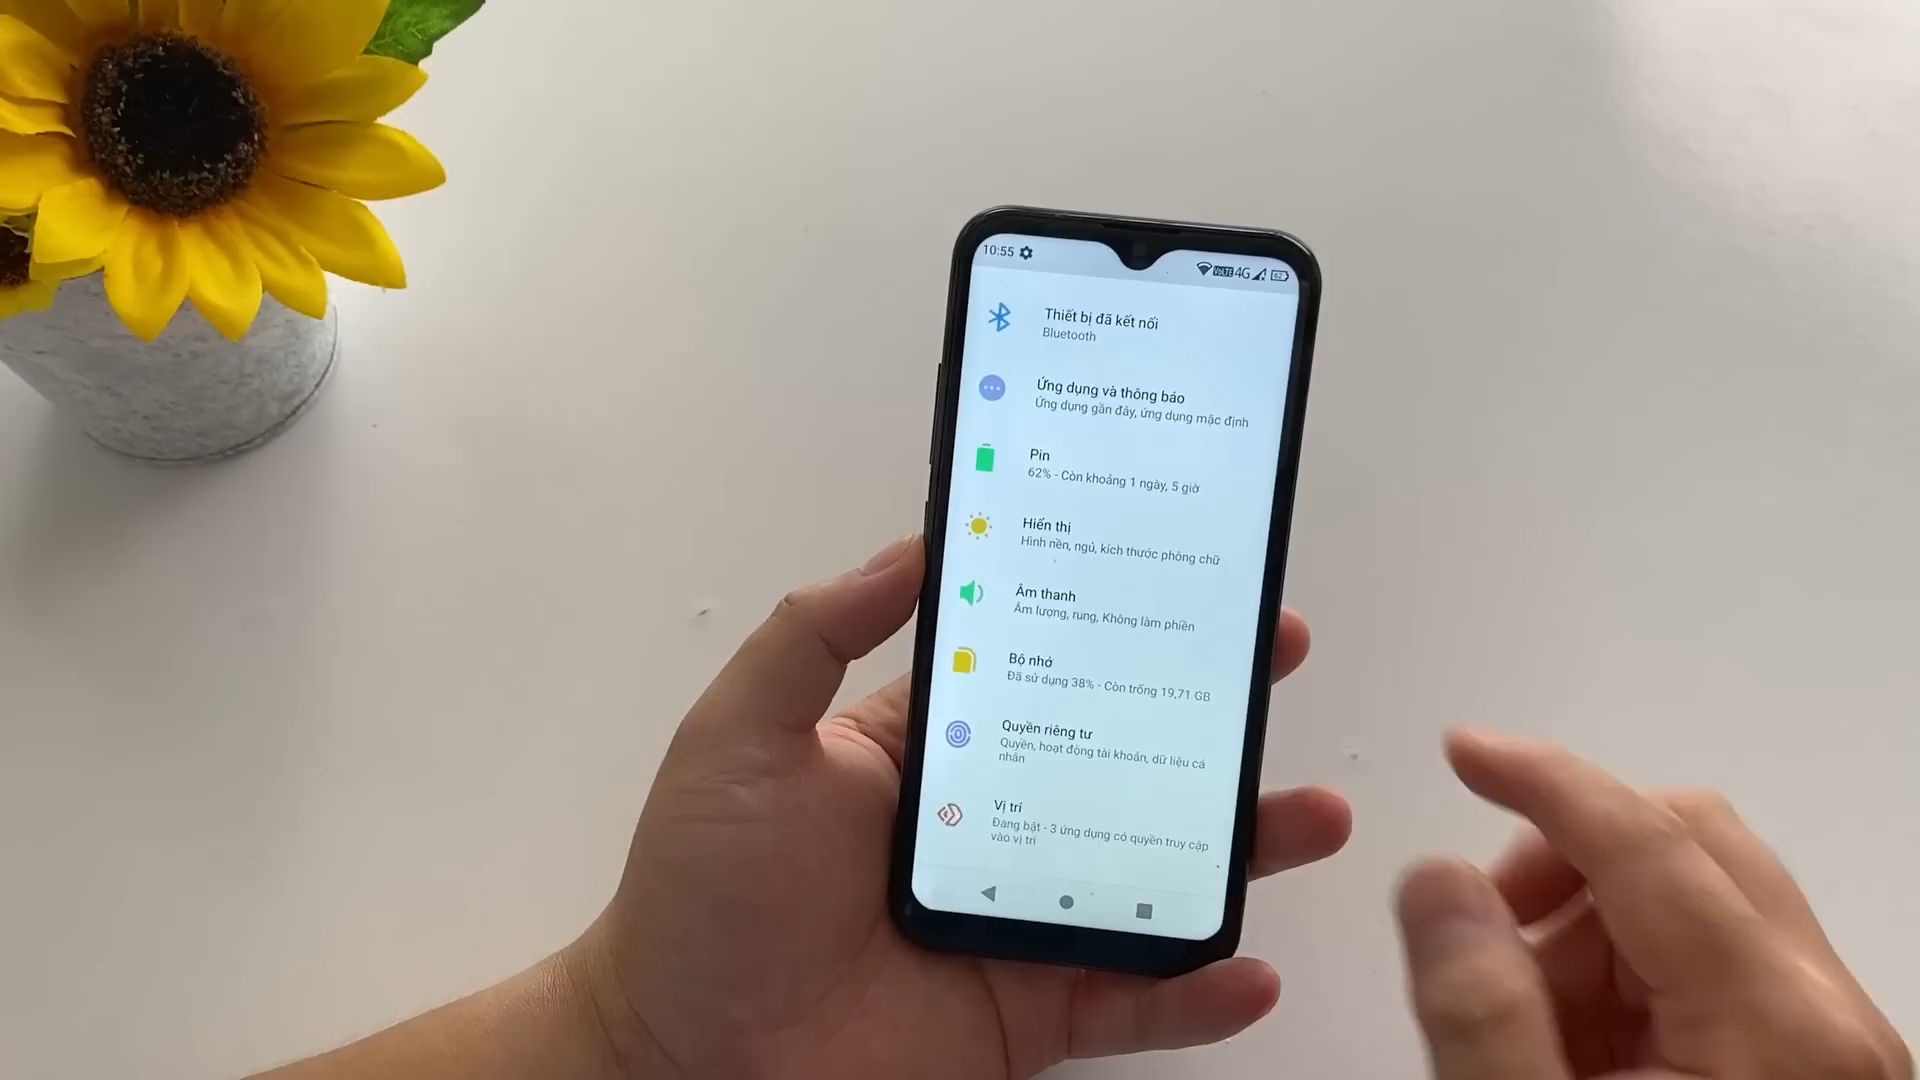 10:55 VoLTE 4G 62
Thiết bị đã kết nối
Bluetooth
Ứng dụng và thông báo
Ứng dụng gần đây, ứng dụng mặc định
Pin
62% - Còn khoảng 1 ngày, 5 giờ
Hiển thị
Hình nền, ngủ, kích thước phông chữ
Âm thanh
Âm lượng, rung, Không làm phiền
Bộ nhớ
Đã sử dụng 38% - Còn trống 19,71 GB
Quyền riêng tư
Quyền, hoạt động tài khoản, dữ liệu cá
nhân
Vị trí
Đang bật - 3 ứng dụng có quyền truy cập
vào vị trí